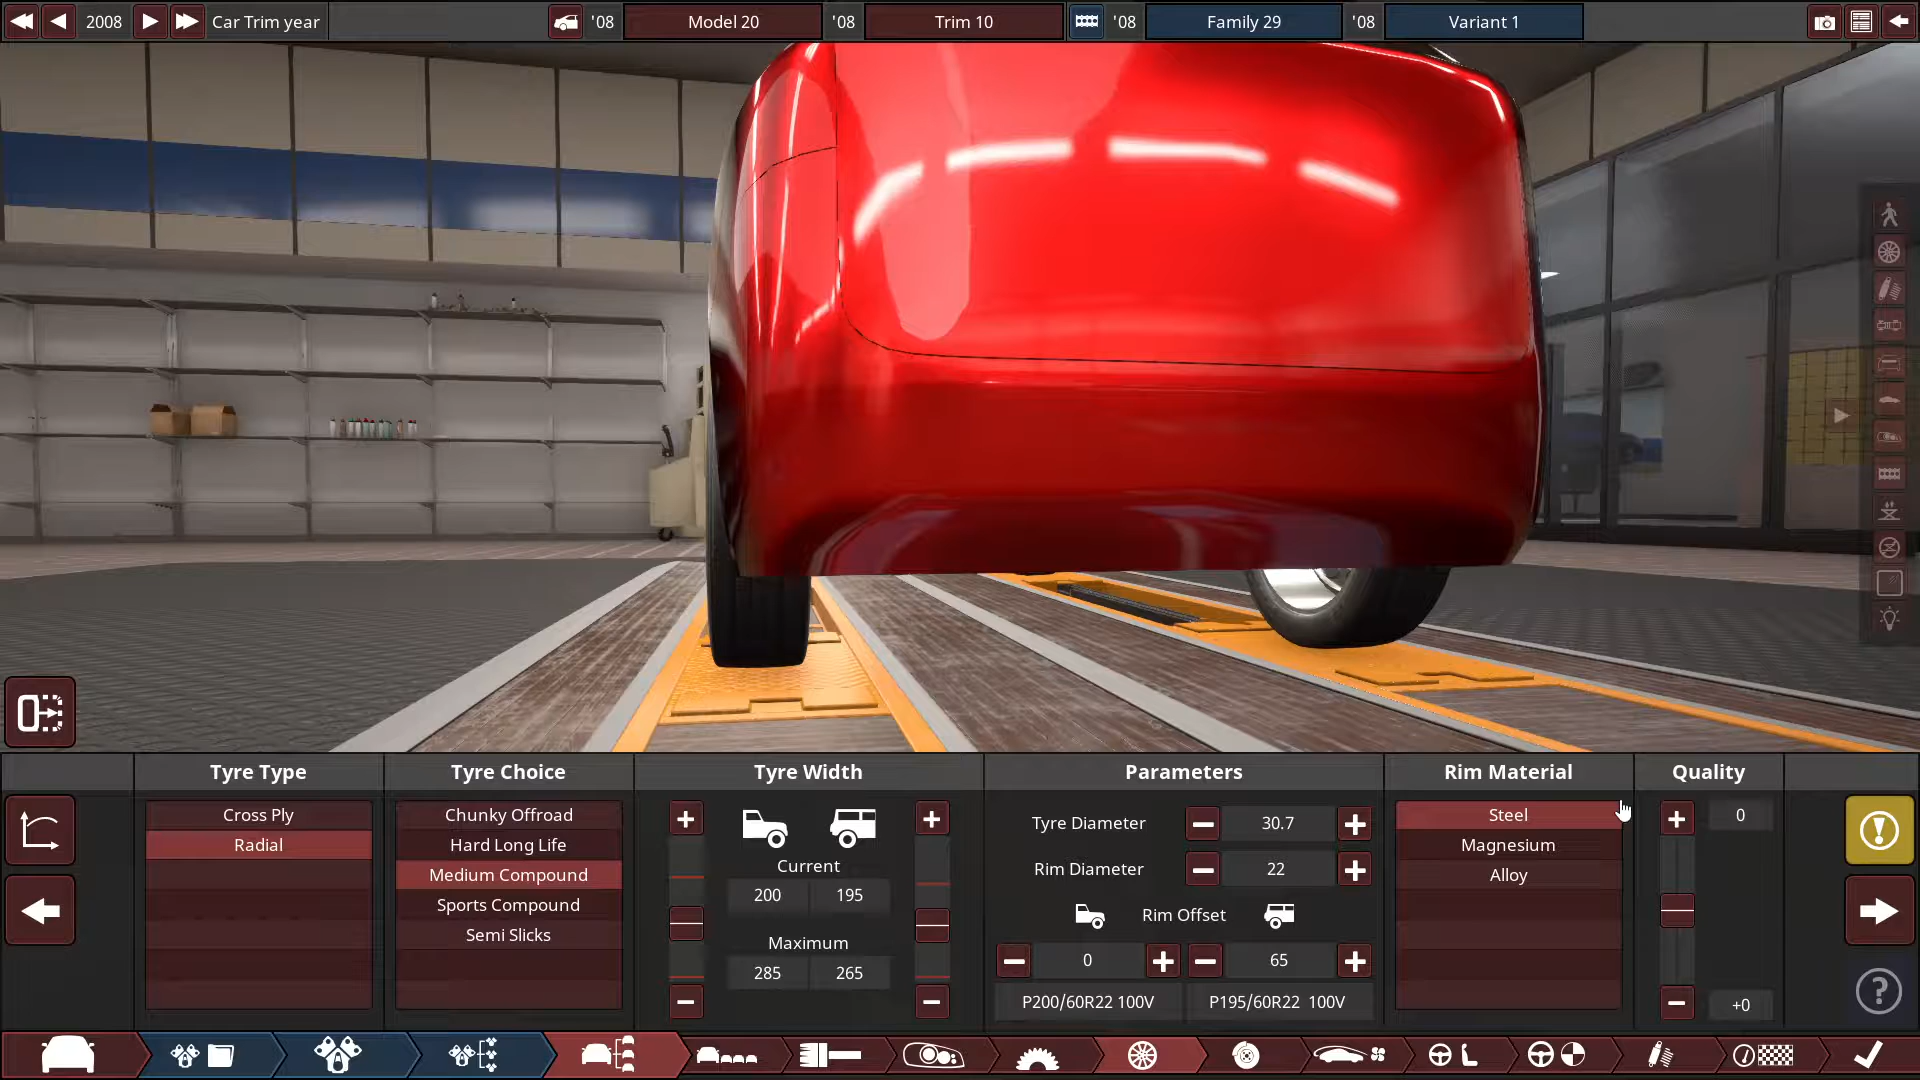 2008 Car Trim year '08 Model 20 '08 Trim 10 '08 Family 29 '08 Variant 1
Tyre Type
Cross Ply
Radial
Tyre Choice
Chunky Offroad
Hard Long Life
Medium Compound
Sports Compound
Semi Slicks
Tyre Width
Current
200 195
Maximum
285 265
Parameters
Tyre Diameter 30.7
Rim Diameter 22
Rim Offset
0 65
P200/60R22 100V P195/60R22 100V
Rim Material
Steel
Magnesium
Alloy
Quality
0
+0